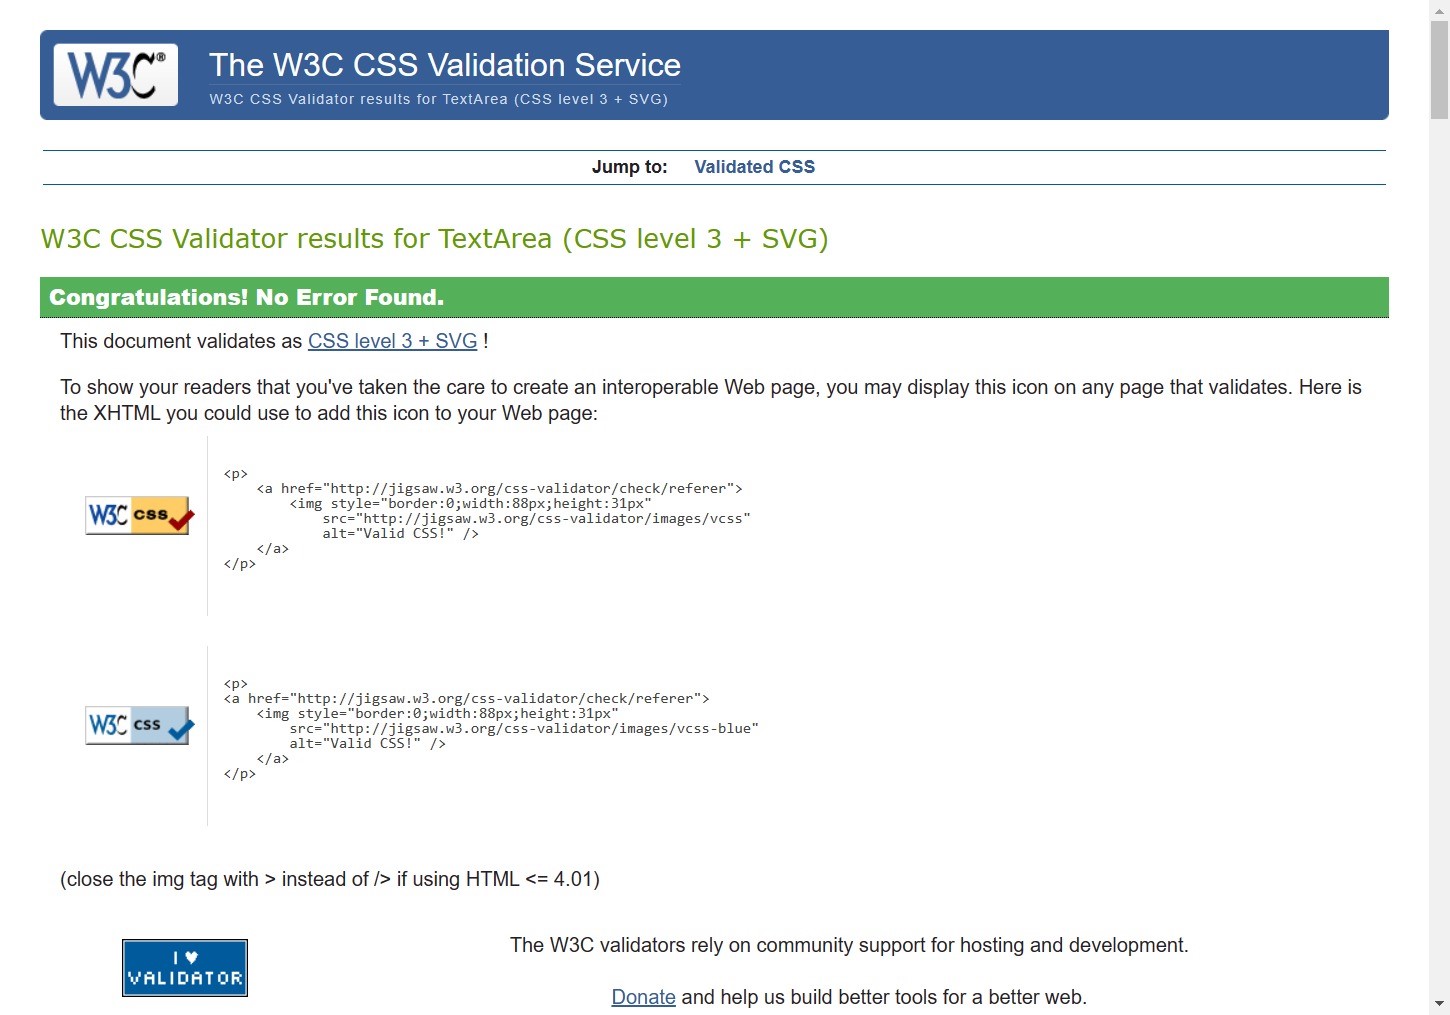 W3C®
The W3C CSS Validation Service
W3C CSS Validator results for TextArea (CSS level 3 + SVG)
Jump to: Validated CSS
W3C CSS Validator results for TextArea (CSS level 3 + SVG)
Congratulations! No Error Found.
This document validates as CSS level 3 + SVG !
To show your readers that you've taken the care to create an interoperable Web page, you may display this icon on any page that validates. Here is
the XHTML you could use to add this icon to your Web page:
W3C css
<p>
    <a href="http://jigsaw.w3.org/css-validator/check/referer">
        <img style="border:0;width:88px;height:31px"
            src="http://jigsaw.w3.org/css-validator/images/vcss"
            alt="Valid CSS!" />
    </a>
</p>
W3C css
<p>
<a href="http://jigsaw.w3.org/css-validator/check/referer">
    <img style="border:0;width:88px;height:31px"
        src="http://jigsaw.w3.org/css-validator/images/vcss-blue"
        alt="Valid CSS!" />
    </a>
</p>
(close the img tag with > instead of /> if using HTML <= 4.01)
I ♥
VALIDATOR
The W3C validators rely on community support for hosting and development.
Donate and help us build better tools for a better web.